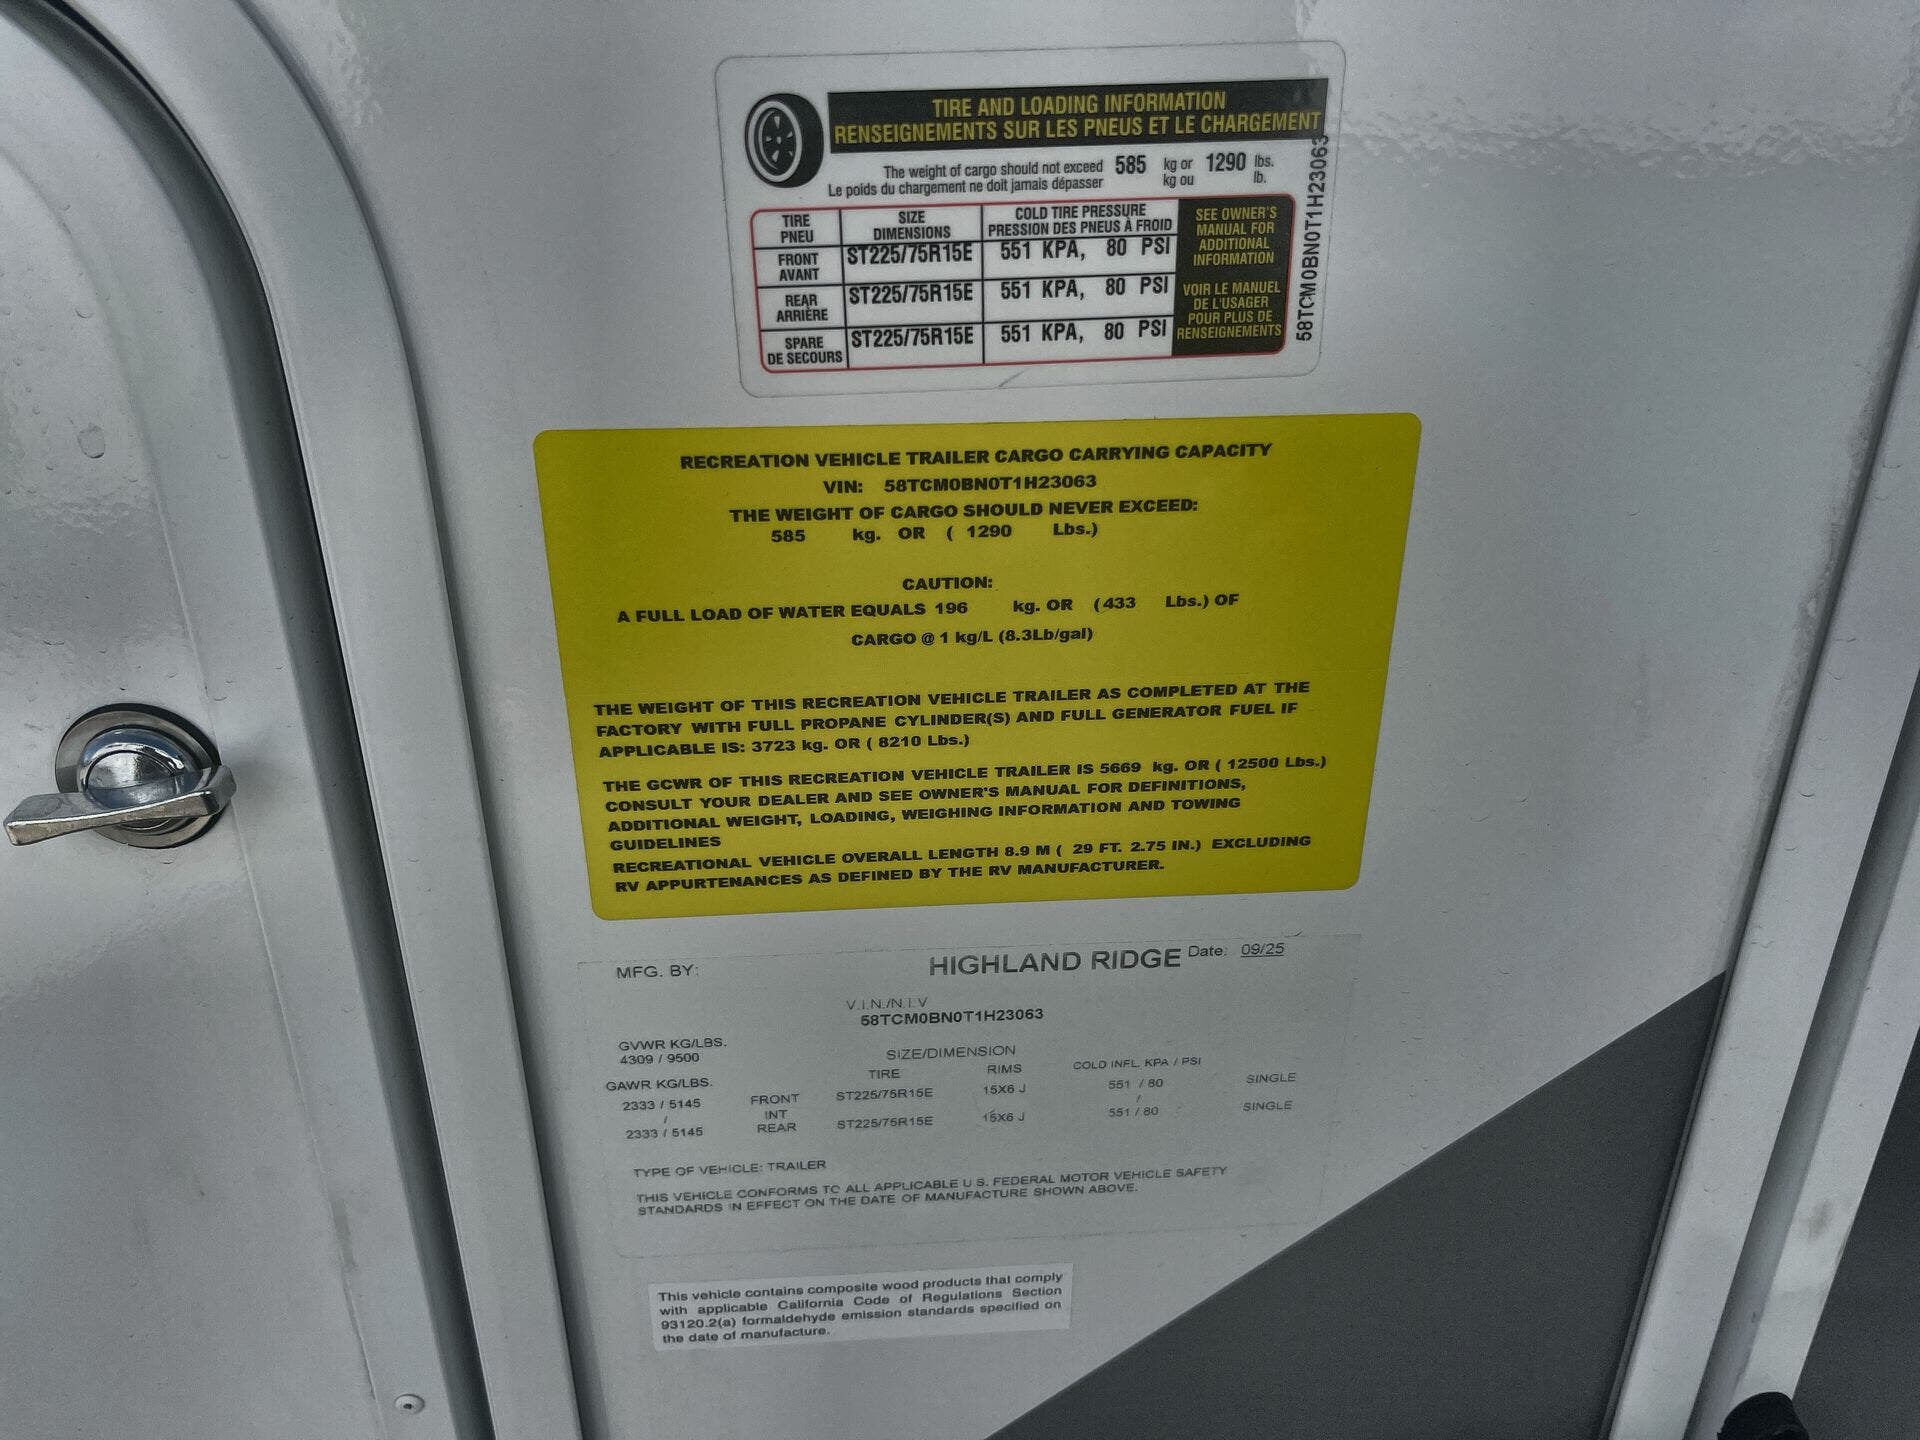 TIRE AND LOADING INFORMATION
RENSEIGNEMENTS SUR LES PNEUS ET LE CHARGEMENT
The weight of cargo should not exceed 585 kg or 1290 lbs.
Le poids du chargement ne doit jamais dépasser kg ou lb.
TIRE SIZE COLD TIRE PRESSURE
PNEU DIMENSIONS PRESSION DES PNEUS À FROID
FRONT ST225/75R15E 551 KPA, 80 PSI
AVANT
REAR ST225/75R15E 551 KPA, 80 PSI
ARRIÈRE
SPARE ST225/75R15E 551 KPA, 80 PSI
DE SECOURS
SEE OWNER'S
MANUAL FOR
ADDITIONAL
INFORMATION
VOIR LE MANUEL
DE L'USAGER
POUR PLUS DE
RENSEIGNEMENTS
58TCM0BN0T1H23063
RECREATION VEHICLE TRAILER CARGO CARRYING CAPACITY
VIN: 58TCM0BN0T1H23063
THE WEIGHT OF CARGO SHOULD NEVER EXCEED:
585 kg. OR ( 1290 Lbs.)
CAUTION:
A FULL LOAD OF WATER EQUALS 196 kg. OR (433 Lbs.) OF
CARGO @ 1 kg/L (8.3Lb/gal)
THE WEIGHT OF THIS RECREATION VEHICLE TRAILER AS COMPLETED AT THE
FACTORY WITH FULL PROPANE CYLINDER(S) AND FULL GENERATOR FUEL IF
APPLICABLE IS: 3723 kg. OR ( 8210 Lbs.)
THE GCWR OF THIS RECREATION VEHICLE TRAILER IS 5669 kg. OR ( 12500 Lbs.)
CONSULT YOUR DEALER AND SEE OWNER'S MANUAL FOR DEFINITIONS,
ADDITIONAL WEIGHT, LOADING, WEIGHING INFORMATION AND TOWING
GUIDELINES
RECREATIONAL VEHICLE OVERALL LENGTH 8.9 M ( 29 FT. 2.75 IN.) EXCLUDING
RV APPURTENANCES AS DEFINED BY THE RV MANUFACTURER.
MFG. BY: HIGHLAND RIDGE Date: 09/25
V.I.N./N.I.V
58TCM0BN0T1H23063
GVWR KG/LBS.
4309 / 9500
SIZE/DIMENSION
GAWR KG/LBS. TIRE RIMS COLD INFL. KPA / PSI
2333 / 5145 FRONT ST225/75R15E 15X6 J 551 / 80 SINGLE
/ INT /
2333 / 5145 REAR ST225/75R15E 15X6 J 551 / 80 SINGLE
TYPE OF VEHICLE: TRAILER
THIS VEHICLE CONFORMS TO ALL APPLICABLE U.S. FEDERAL MOTOR VEHICLE SAFETY
STANDARDS IN EFFECT ON THE DATE OF MANUFACTURE SHOWN ABOVE.
This vehicle contains composite wood products that comply
with applicable California Code of Regulations Section
93120.2(a) formaldehyde emission standards specified on
the date of manufacture.